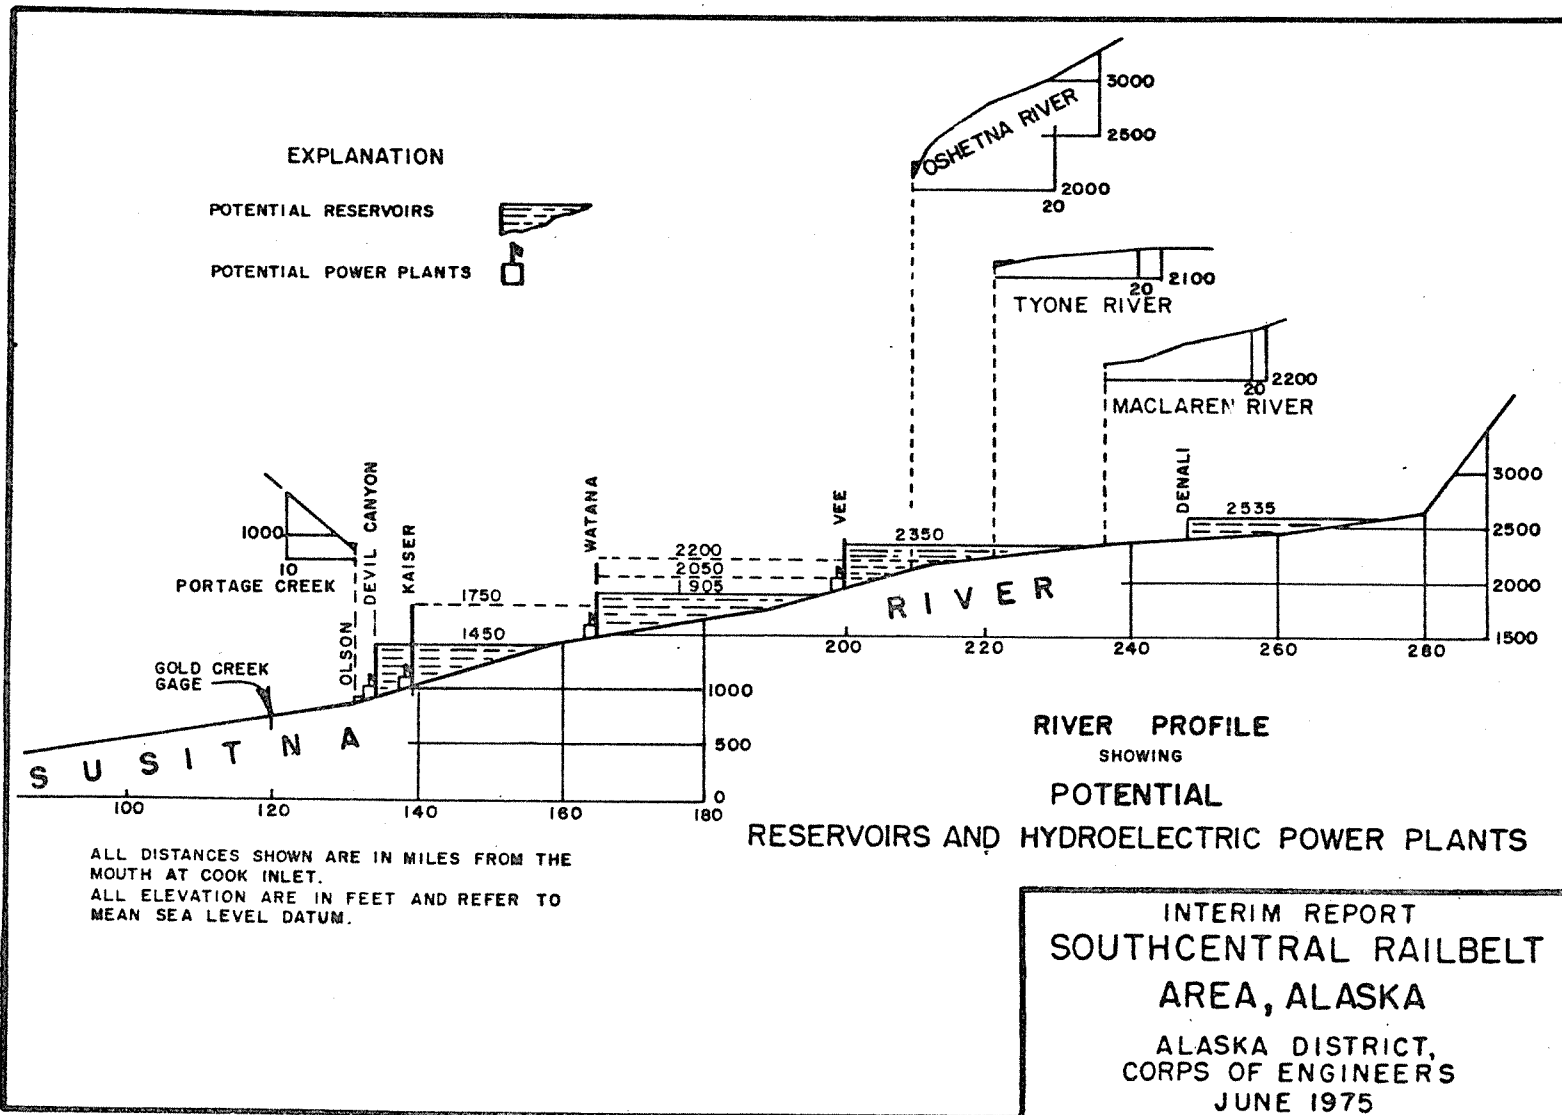 EXPLANATION
POTENTIAL RESERVOIRS
POTENTIAL POWER PLANTS
OSHETNA RIVER
3000
2500
2000
20
20
2100
TYONE RIVER
20
2200
MACLAREN RIVER
1000
10
PORTAGE CREEK
OLSON
DEVIL CANYON
KAISER
WATANA
VEE
DENALI
1750
1450
2200
2050
1905
2350
2535
3000
2500
2000
1500
200
220
240
260
280
GOLD CREEK
GAGE
SUSITNA
RIVER
1000
500
0
100
120
140
160
180
ALL DISTANCES SHOWN ARE IN MILES FROM THE
MOUTH AT COOK INLET.
ALL ELEVATION ARE IN FEET AND REFER TO
MEAN SEA LEVEL DATUM.
RIVER PROFILE
SHOWING
POTENTIAL
RESERVOIRS AND HYDROELECTRIC POWER PLANTS
INTERIM REPORT
SOUTHCENTRAL RAILBELT
AREA, ALASKA
ALASKA DISTRICT,
CORPS OF ENGINEERS
JUNE 1975